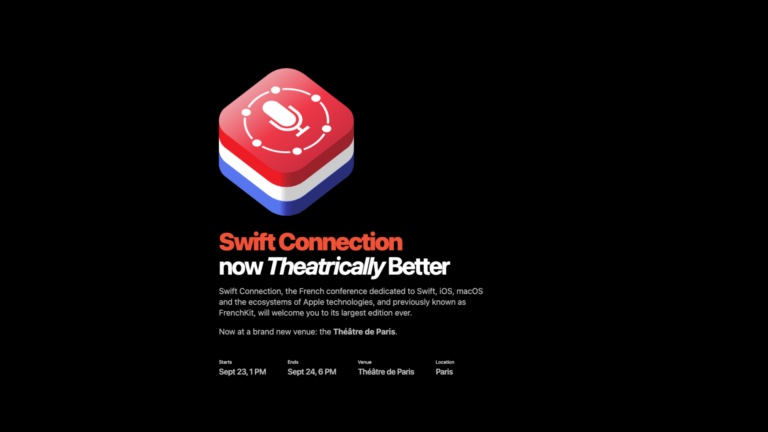 Swift Connection
now Theatrically Better
Swift Connection, the French conference dedicated to Swift, iOS, macOS
and the ecosystems of Apple technologies, and previously known as
FrenchKit, will welcome you to its largest edition ever.
Now at a brand new venue: the Théâtre de Paris.
Starts Ends Venue Location
Sept 23, 1 PM Sept 24, 6 PM Théâtre de Paris Paris